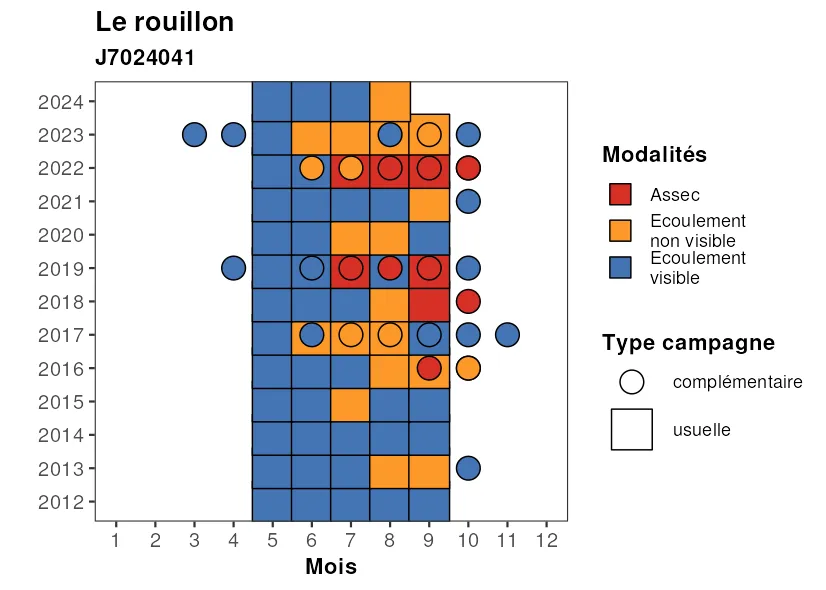 Le rouillon
J7024041
2024
2023
2022
2021
2020
2019
2018
2017
2016
2015
2014
2013
2012
1 2 3 4 5 6 7 8 9 10 11 12
Mois
Modalités
Assec
Ecoulement
non visible
Ecoulement
visible
Type campagne
complémentaire
usuelle